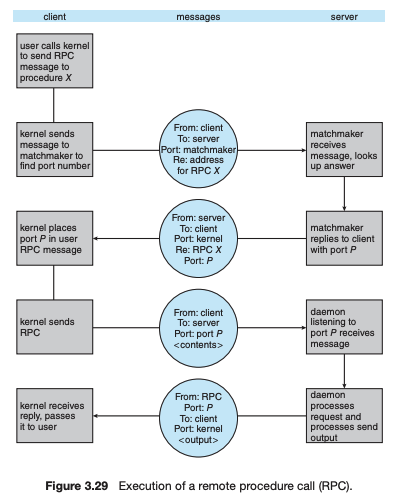 client
messages
server
user calls kernel
to send RPC
message to
procedure X
kernel sends
message to
matchmaker to
find port number
From: client
To: server
Port: matchmaker
Re: address
for RPC X
matchmaker
receives
message, looks
up answer
kernel places
port P in user
RPC message
From: server
To: client
Port: kernel
Re: RPC X
Port: P
matchmaker
replies to client
with port P
kernel sends
RPC
From: client
To: server
Port: port P
<contents>
daemon
listening to
port P receives
message
kernel receives
reply, passes
it to user
From: RPC
Port: P
To: client
Port: kernel
<output>
daemon
processes
request and
processes send
output
Figure 3.29 Execution of a remote procedure call (RPC).